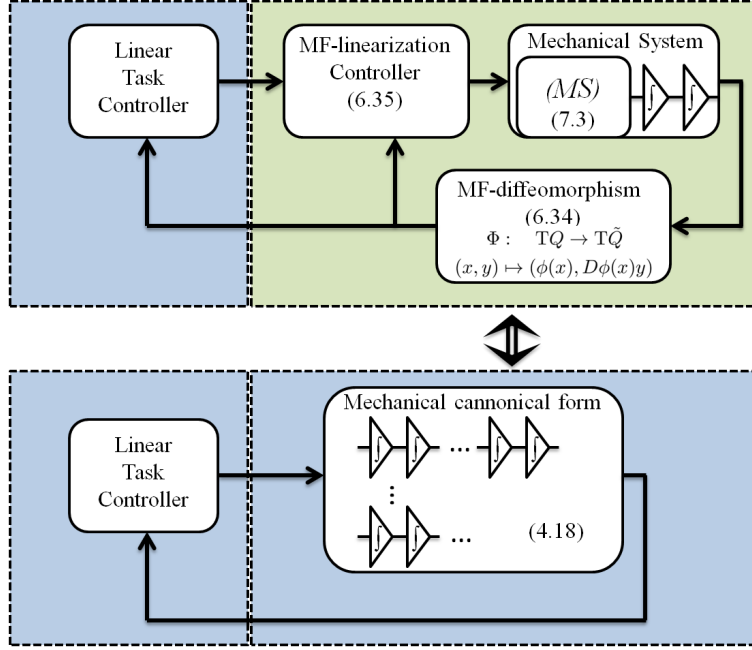 Linear
Task
Controller
MF-linearization
Controller
(6.35)
Mechanical System
(MS)
(7.3)
∫ ∫
MF-diffeomorphism
(6.34)
Φ : TQ → TQ̃
(x, y) ↦ (ϕ(x), Dϕ(x)y)
Mechanical cannonical form
∫ ∫ ... ∫ ∫
⋮
∫ ∫ ...
(4.18)
Linear
Task
Controller